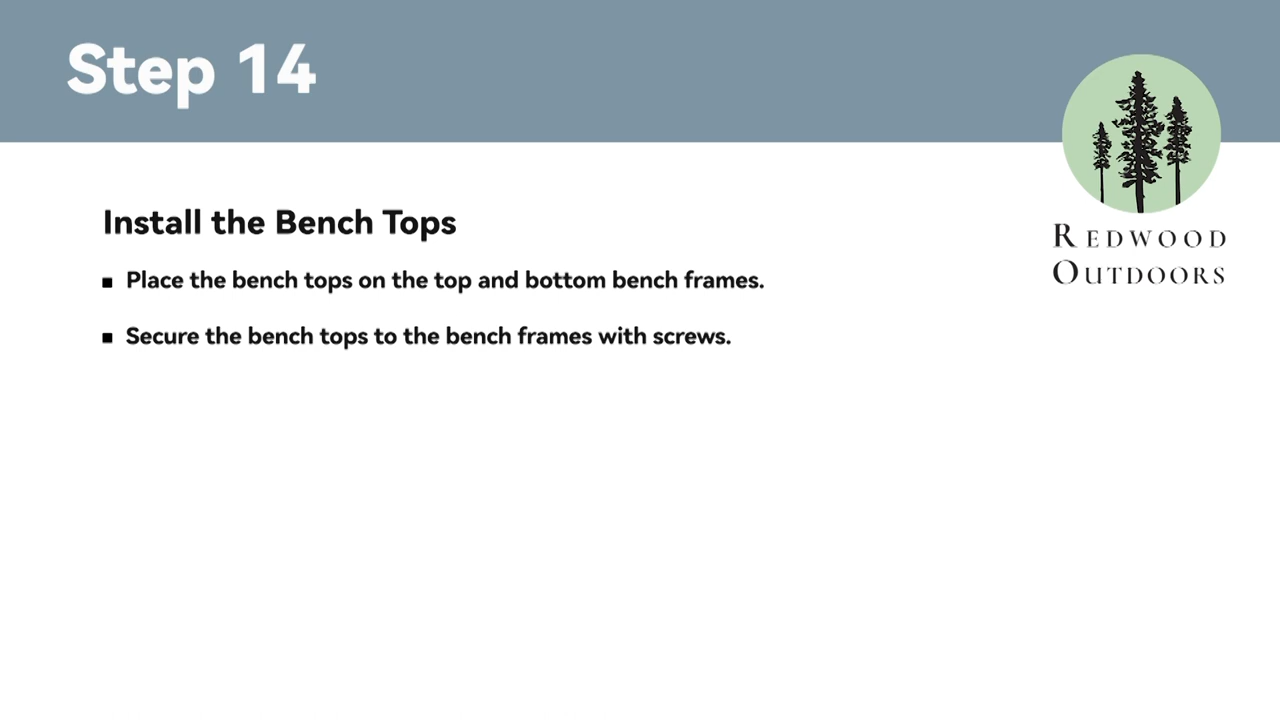 Step 14
REDWOOD
OUTDOORS
Install the Bench Tops
▪ Place the bench tops on the top and bottom bench frames.
▪ Secure the bench tops to the bench frames with screws.